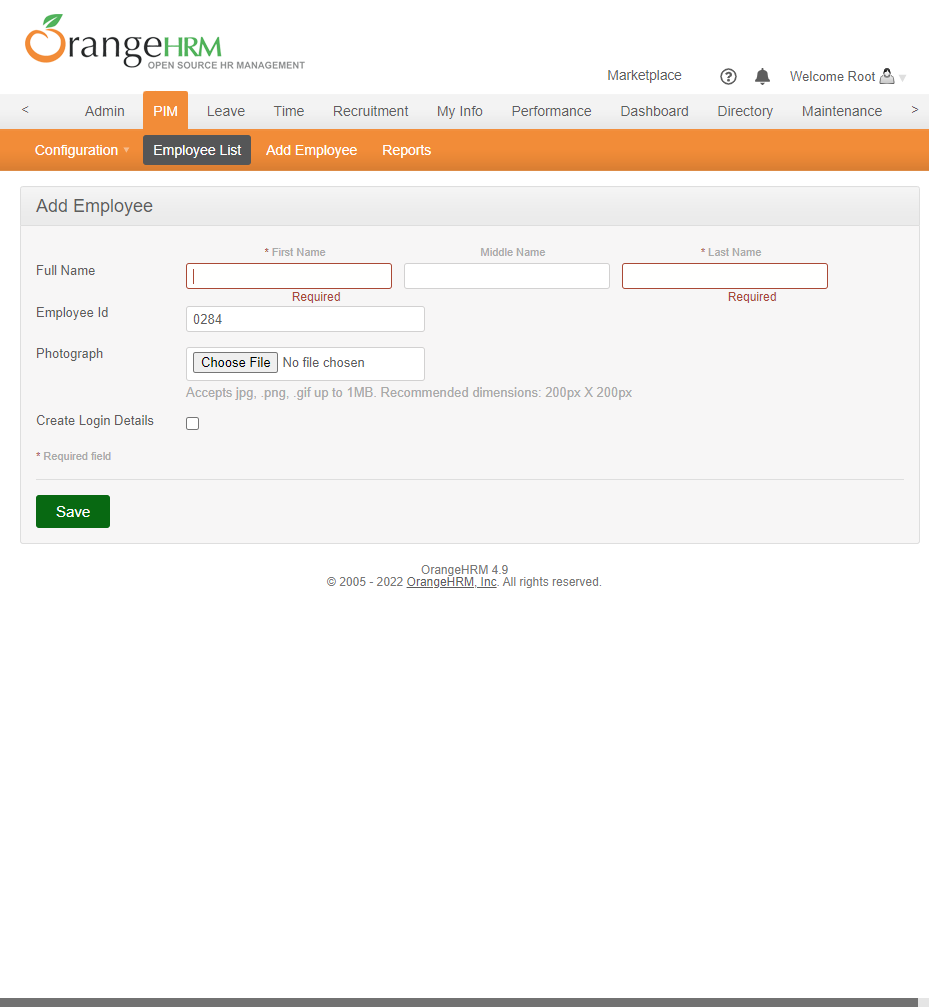 OrangeHRM
OPEN SOURCE HR MANAGEMENT
Marketplace
Welcome Root
< Admin PIM Leave Time Recruitment My Info Performance Dashboard Directory Maintenance >
Configuration Employee List Add Employee Reports
Add Employee
* First Name Middle Name * Last Name
Full Name
Required Required
Employee Id 0284
Photograph Choose File No file chosen
Accepts jpg, .png, .gif up to 1MB. Recommended dimensions: 200px X 200px
Create Login Details
* Required field
Save
OrangeHRM 4.9
© 2005 - 2022 OrangeHRM, Inc. All rights reserved.